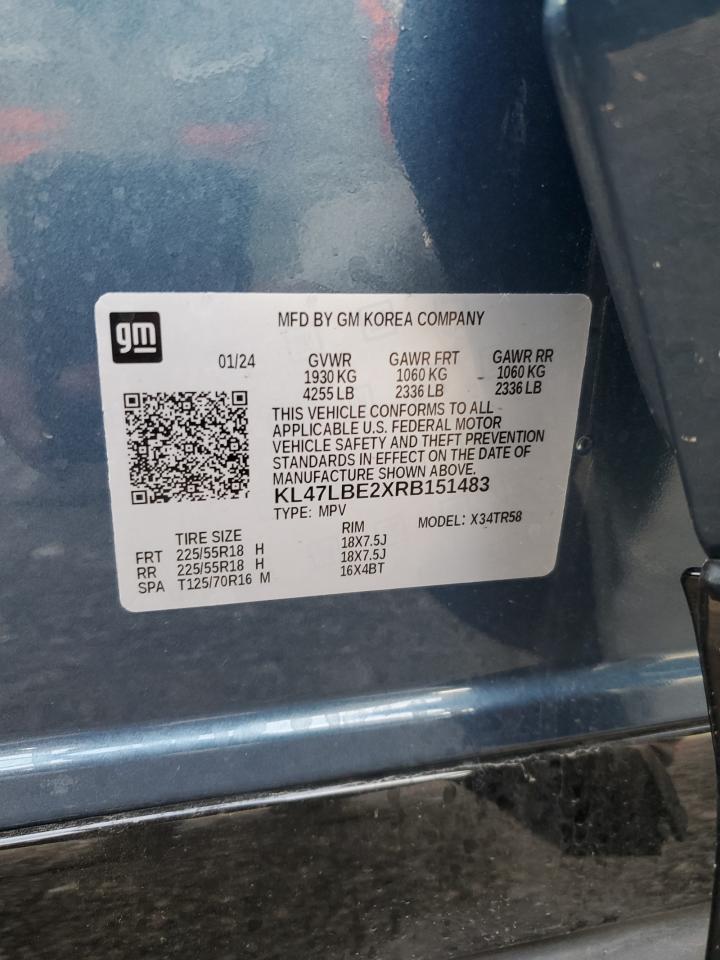 gm
MFD BY GM KOREA COMPANY
01/24 GVWR GAWR FRT GAWR RR
1930 KG 1060 KG 1060 KG
4255 LB 2336 LB 2336 LB
THIS VEHICLE CONFORMS TO ALL
APPLICABLE U.S. FEDERAL MOTOR
VEHICLE SAFETY AND THEFT PREVENTION
STANDARDS IN EFFECT ON THE DATE OF
MANUFACTURE SHOWN ABOVE.
KL47LBE2XRB151483
TYPE: MPV MODEL: X34TR58
TIRE SIZE RIM
FRT 225/55R18 H 18X7.5J
RR 225/55R18 H 18X7.5J
SPA T125/70R16 M 16X4BT